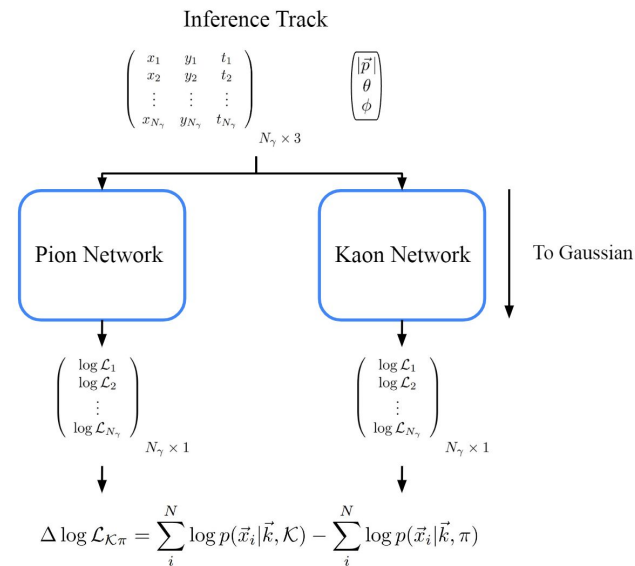 Inference Track
x_1 y_1 t_1
x_2 y_2 t_2
⋮ ⋮ ⋮
x_{N_γ} y_{N_γ} t_{N_γ}
N_γ × 3
|p⃗|
θ
ϕ
Pion Network
Kaon Network
To Gaussian
log ℒ_1
log ℒ_2
⋮
log ℒ_{N_γ}
N_γ × 1
log ℒ_1
log ℒ_2
⋮
log ℒ_{N_γ}
N_γ × 1
Δ log ℒ_{𝒦π} = ∑_i^N log p(x⃗_i|k⃗, 𝒦) − ∑_i^N log p(x⃗_i|k⃗, π)